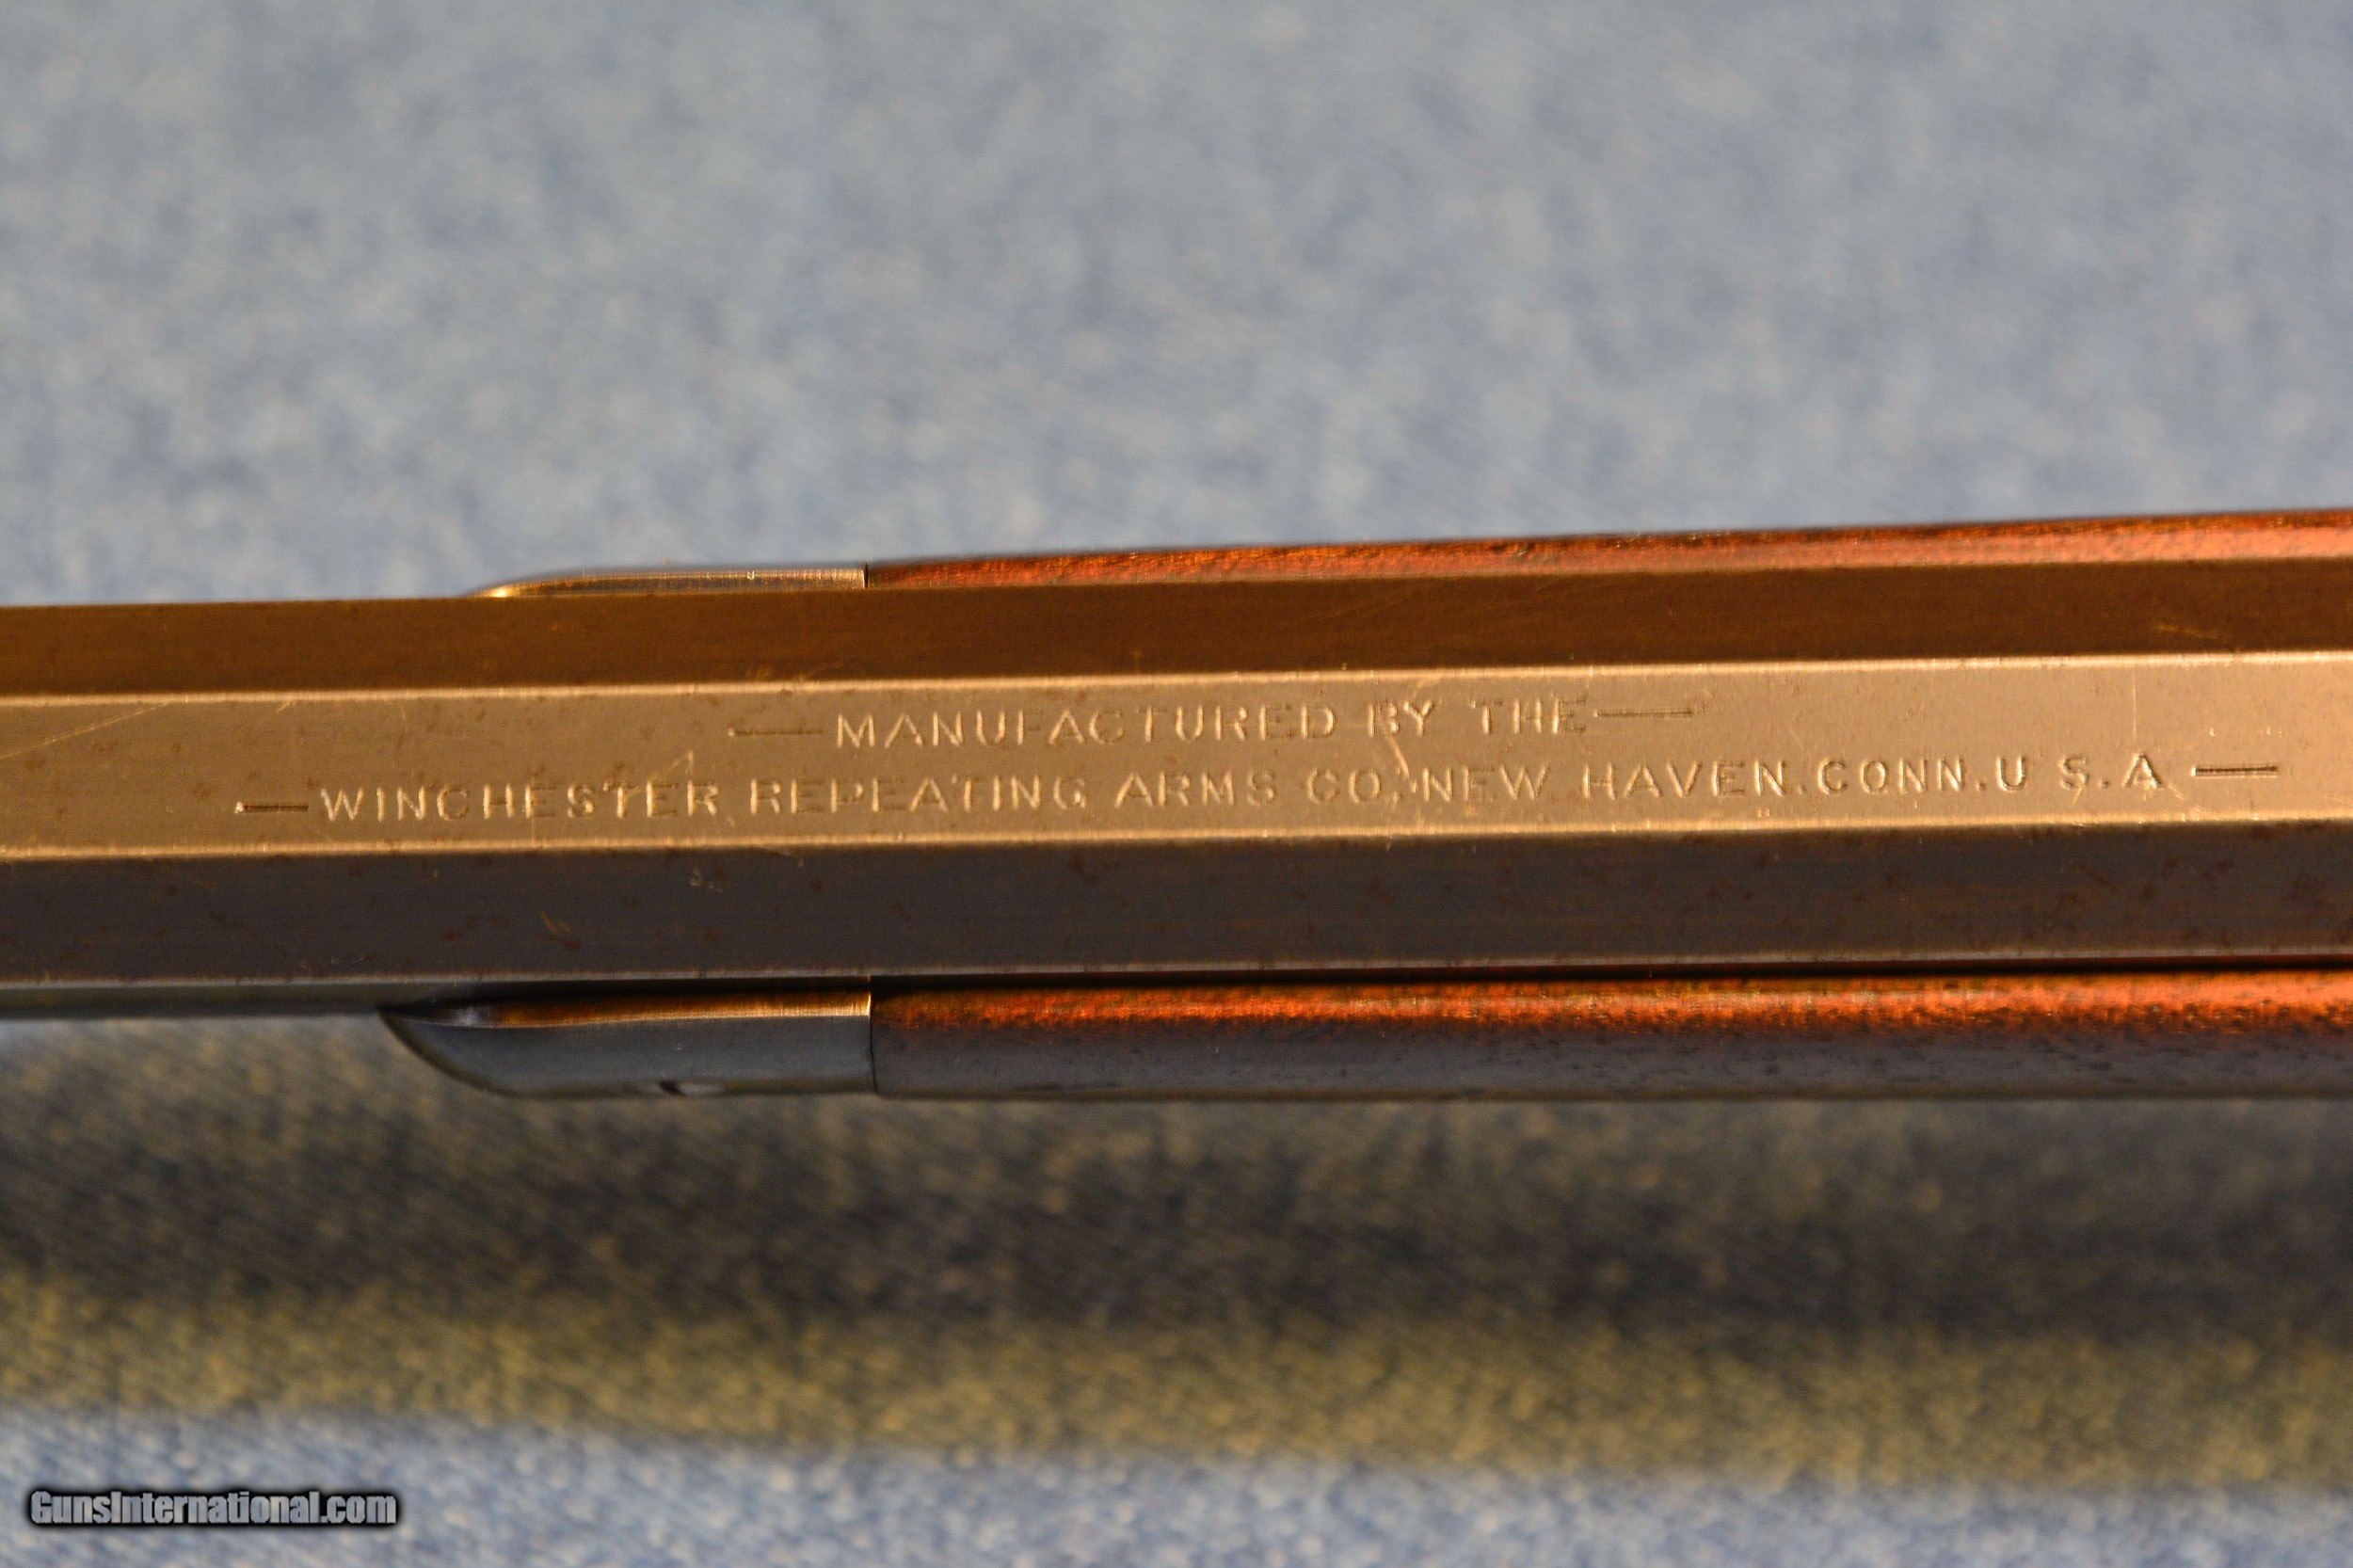 — MANUFACTURED BY THE —
— WINCHESTER REPEATING ARMS CO. NEW HAVEN. CONN. U S. A —
GunsInternational.com